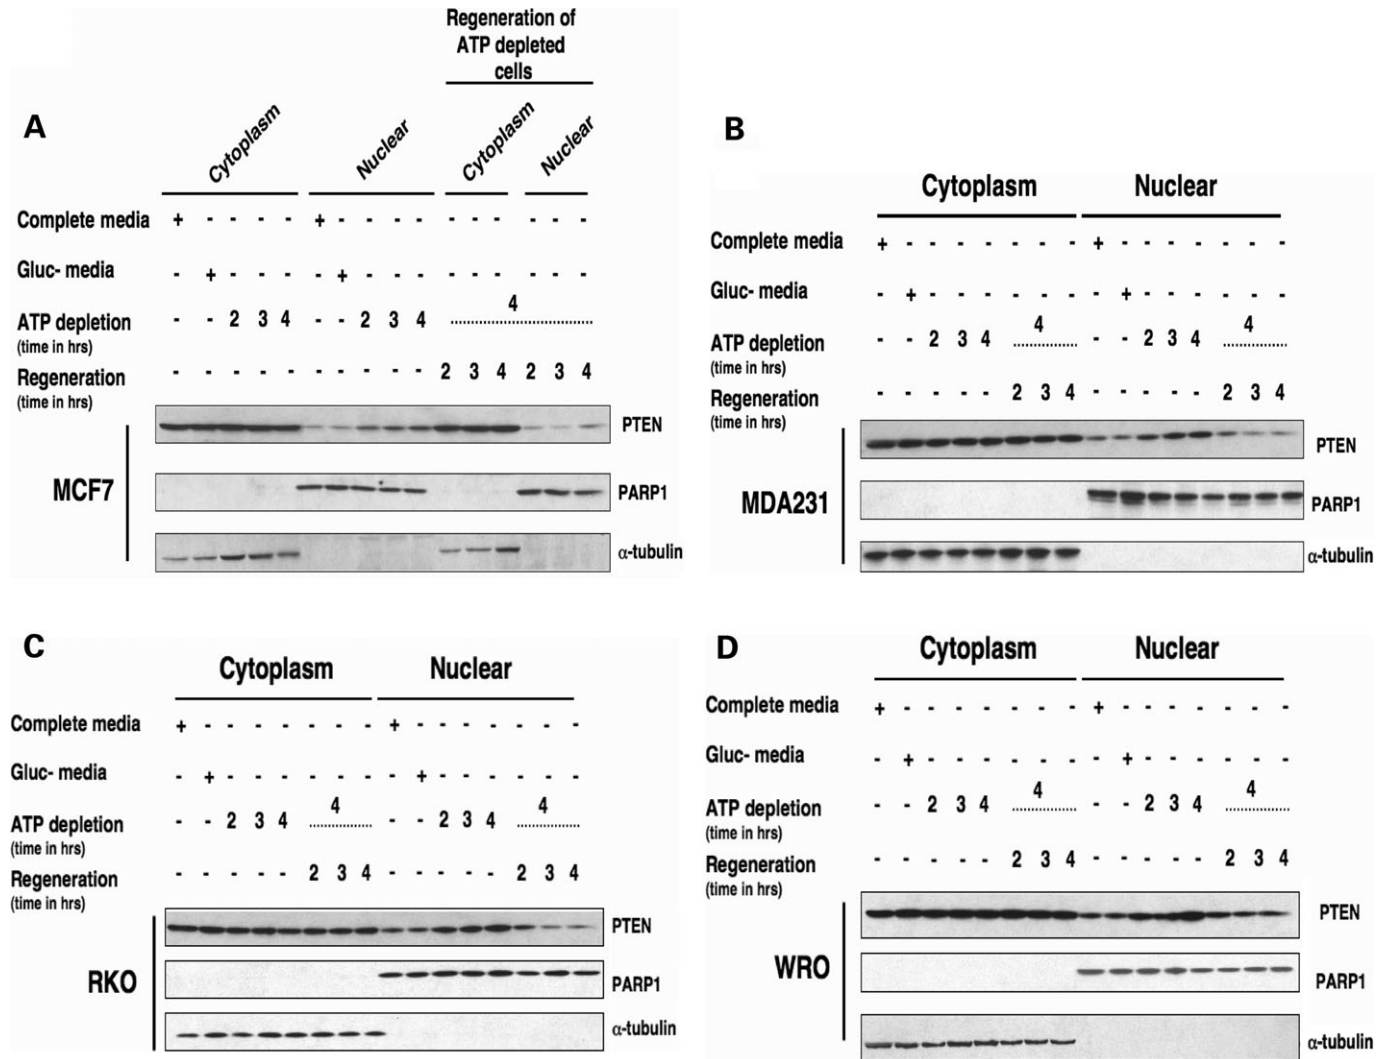 Regeneration of
ATP depleted
cells
A
Cytoplasm Nuclear Cytoplasm Nuclear
Complete media + - - - - + - - - - - - - - - -
Gluc- media - + - - - - + - - - - - - - - -
ATP depletion - - 2 3 4 - - 2 3 4 4
(time in hrs)
Regeneration - - - - - - - - - - 2 3 4 2 3 4
(time in hrs)
MCF7
PTEN
PARP1
α-tubulin
B
Cytoplasm Nuclear
Complete media + - - - - - - - + - - - - - - -
Gluc- media - + - - - - - - - + - - - - - -
ATP depletion - - 2 3 4 4 - - 2 3 4 4
(time in hrs)
Regeneration - - - - - 2 3 4 - - - - - 2 3 4
(time in hrs)
MDA231
PTEN
PARP1
α-tubulin
C
Cytoplasm Nuclear
Complete media + - - - - - - - + - - - - - - -
Gluc- media - + - - - - - - - + - - - - - -
ATP depletion - - 2 3 4 4 - - 2 3 4 4
(time in hrs)
Regeneration - - - - - 2 3 4 - - - - - 2 3 4
(time in hrs)
RKO
PTEN
PARP1
α-tubulin
D
Cytoplasm Nuclear
Complete media + - - - - - - - + - - - - - - -
Gluc- media - + - - - - - - - + - - - - - -
ATP depletion - - 2 3 4 4 - - 2 3 4 4
(time in hrs)
Regeneration - - - - - 2 3 4 - - - - - 2 3 4
(time in hrs)
WRO
PTEN
PARP1
α-tubulin